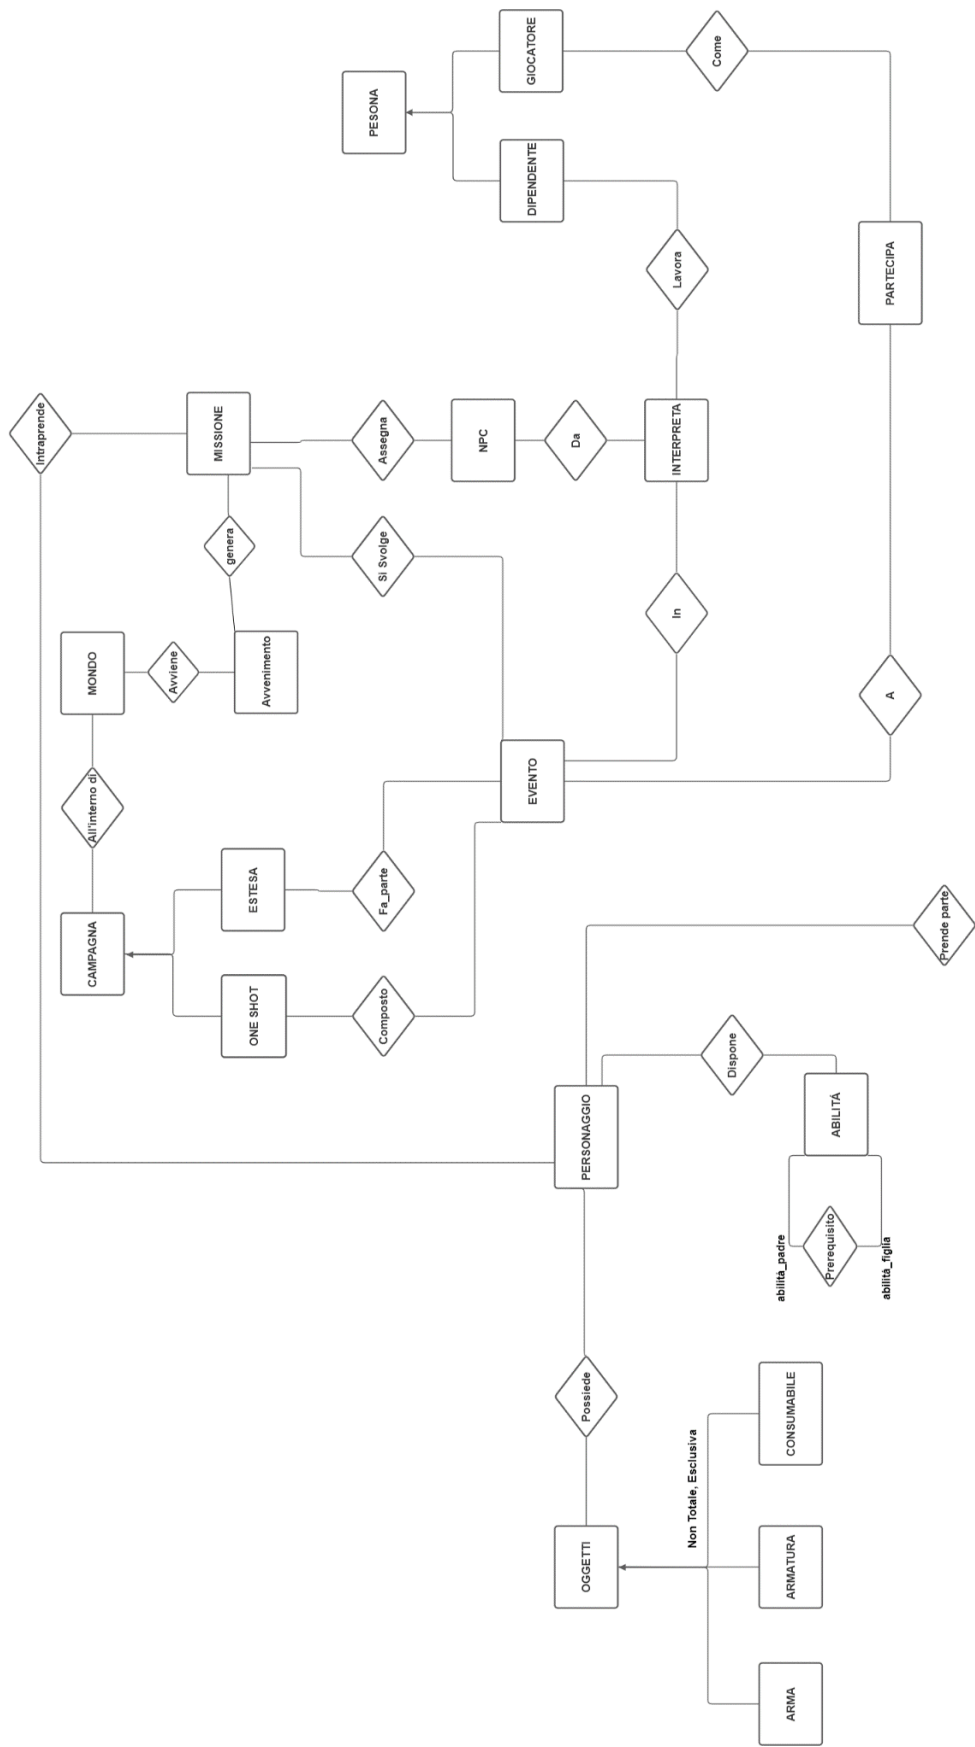 Intraprende
MISSIONE
MONDO
Avviene
genera
Avvenimento
All'interno di
CAMPAGNA
ONE SHOT
ESTESA
Composto
Fa_parte
Si Svolge
Assegna
NPC
Da
INTERPRETA
Lavora
DIPENDENTE
PESONA
GIOCATORE
Come
PARTECIPA
A
In
EVENTO
PERSONAGGIO
Prende parte
Dispone
ABILITÁ
Prerequisito
abilità_padre
abilità_figlia
Possiede
OGGETTI
Non Totale, Esclusiva
ARMA
ARMATURA
CONSUMABILE